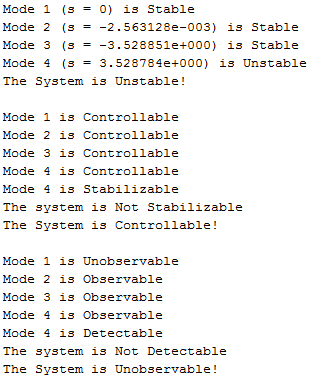 Mode 1 (s = 0) is Stable
Mode 2 (s = -2.563128e-003) is Stable
Mode 3 (s = -3.528851e+000) is Stable
Mode 4 (s = 3.528784e+000) is Unstable
The System is Unstable!
Mode 1 is Controllable
Mode 2 is Controllable
Mode 3 is Controllable
Mode 4 is Controllable
Mode 4 is Stabilizable
The system is Not Stabilizable
The System is Controllable!
Mode 1 is Unobservable
Mode 2 is Observable
Mode 3 is Observable
Mode 4 is Observable
Mode 4 is Detectable
The system is Not Detectable
The System is Unobservable!